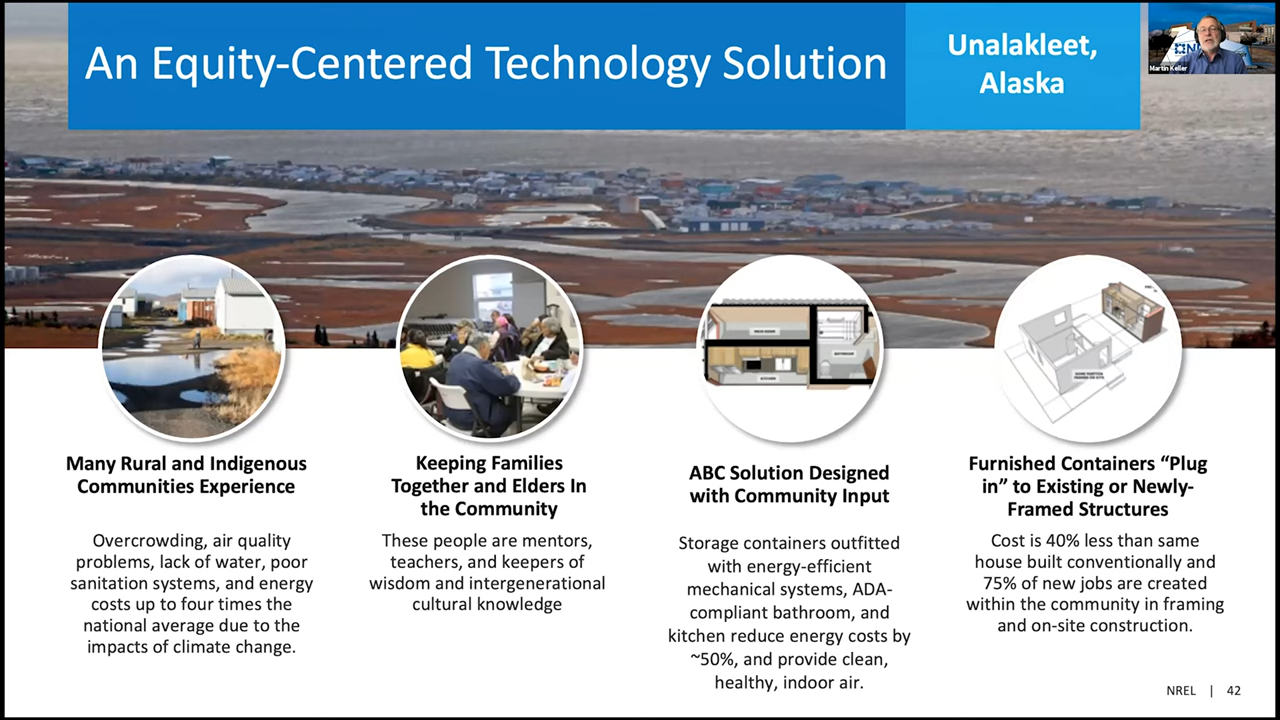 An Equity-Centered Technology Solution
Unalakleet,
Alaska
Martin Keller
MAIN ROOM
KITCHEN
BATHROOM
Many Rural and Indigenous
Communities Experience
Overcrowding, air quality
problems, lack of water, poor
sanitation systems, and energy
costs up to four times the
national average due to the
impacts of climate change.
Keeping Families
Together and Elders In
the Community
These people are mentors,
teachers, and keepers of
wisdom and intergenerational
cultural knowledge
ABC Solution Designed
with Community Input
Storage containers outfitted
with energy-efficient
mechanical systems, ADA-
compliant bathroom, and
kitchen reduce energy costs by
~50%, and provide clean,
healthy, indoor air.
Furnished Containers “Plug
in” to Existing or Newly-
Framed Structures
Cost is 40% less than same
house built conventionally and
75% of new jobs are created
within the community in framing
and on-site construction.
NREL | 42